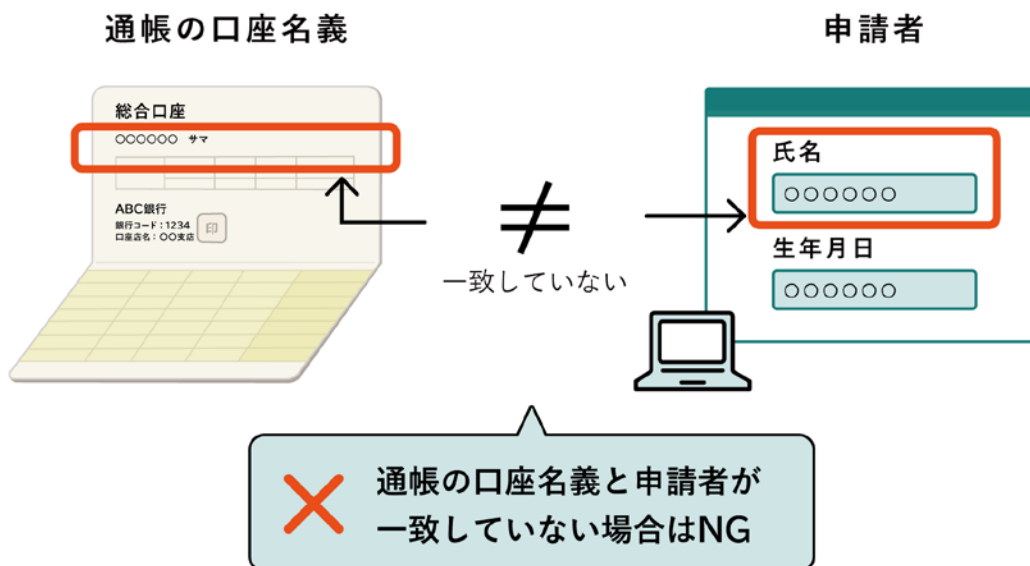 通帳の口座名義
申請者
総合口座
○○○○○○ サマ
ABC銀行
銀行コード:1234
口座店名:○○支店
印
≠
一致していない
氏名
○○○○○○
生年月日
○○○○○○
通帳の口座名義と申請者が
一致していない場合はNG